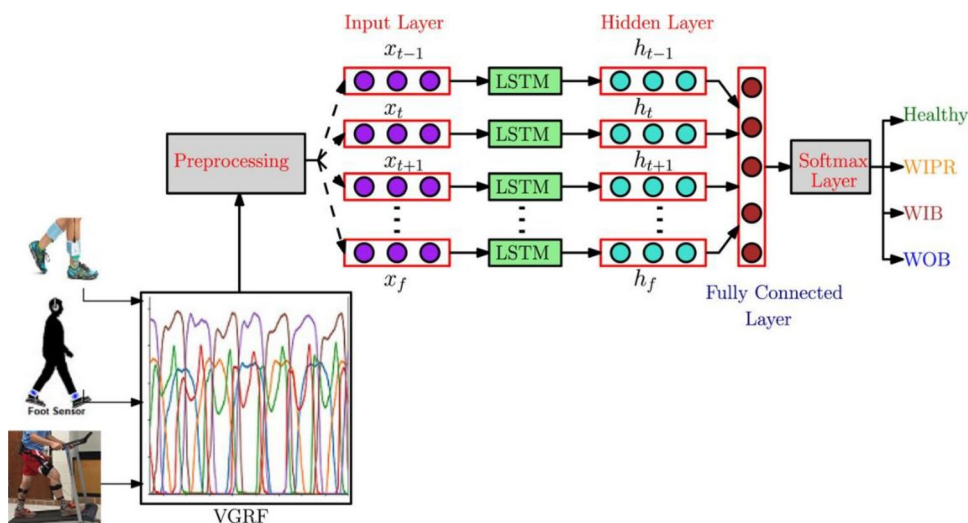 Input Layer
Hidden Layer
x_{t−1}
h_{t−1}
LSTM
x_t
h_t
LSTM
Preprocessing
x_{t+1}
h_{t+1}
LSTM
Softmax
Layer
Healthy
WIPR
WIB
WOB
LSTM
x_f
h_f
Fully Connected
Layer
Foot Sensor
VGRF